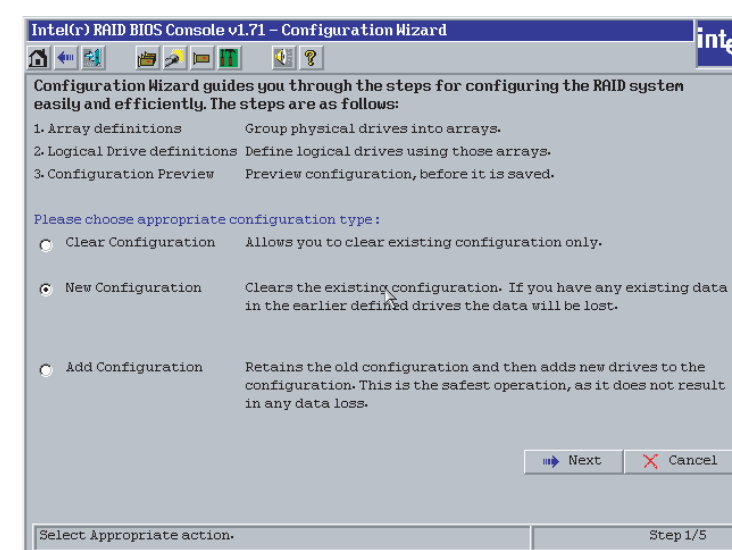 Intel(r) RAID BIOS Console v1.71 - Configuration Wizard
Configuration Wizard guides you through the steps for configuring the RAID system
easily and efficiently. The steps are as follows:
1. Array definitions Group physical drives into arrays.
2. Logical Drive definitions Define logical drives using those arrays.
3. Configuration Preview Preview configuration, before it is saved.
Please choose appropriate configuration type:
Clear Configuration Allows you to clear existing configuration only.
New Configuration Clears the existing configuration. If you have any existing data
in the earlier defined drives the data will be lost.
Add Configuration Retains the old configuration and then adds new drives to the
configuration. This is the safest operation, as it does not result
in any data loss.
Next Cancel
Select Appropriate action. Step 1/5